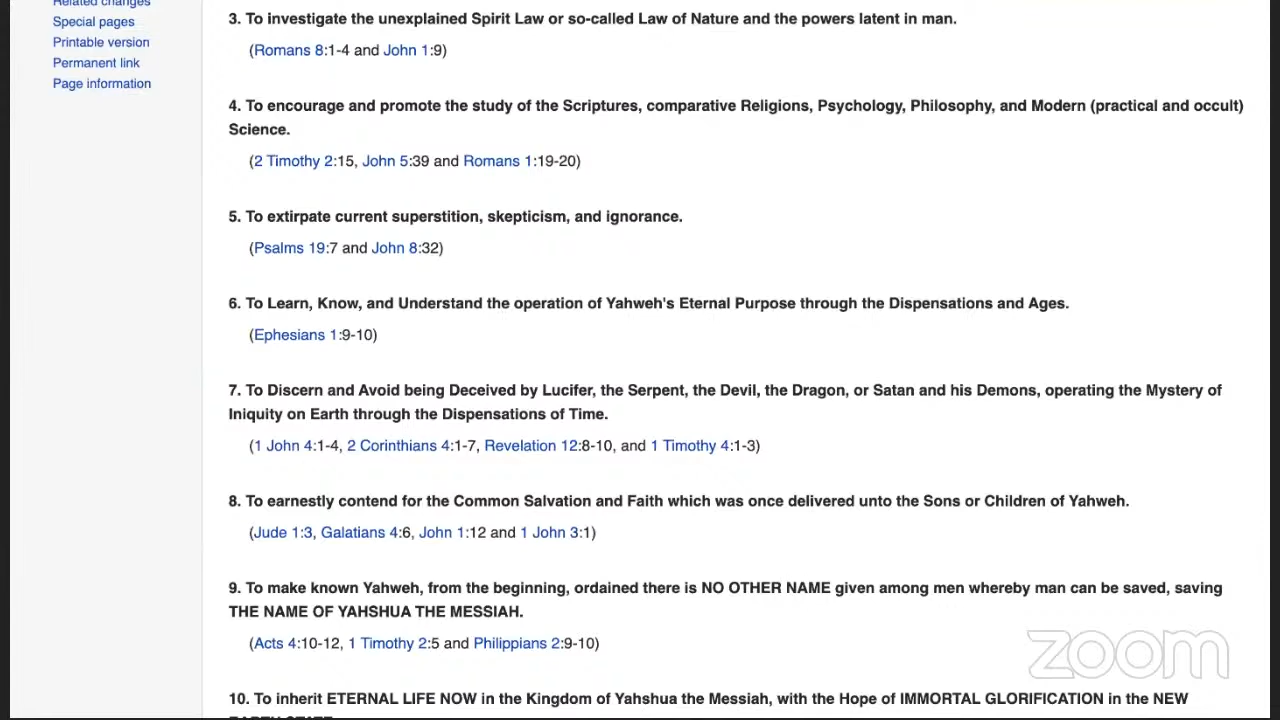 Related changes
Special pages
Printable version
Permanent link
Page information
3. To investigate the unexplained Spirit Law or so-called Law of Nature and the powers latent in man.
(Romans 8:1-4 and John 1:9)
4. To encourage and promote the study of the Scriptures, comparative Religions, Psychology, Philosophy, and Modern (practical and occult)
Science.
(2 Timothy 2:15, John 5:39 and Romans 1:19-20)
5. To extirpate current superstition, skepticism, and ignorance.
(Psalms 19:7 and John 8:32)
6. To Learn, Know, and Understand the operation of Yahweh's Eternal Purpose through the Dispensations and Ages.
(Ephesians 1:9-10)
7. To Discern and Avoid being Deceived by Lucifer, the Serpent, the Devil, the Dragon, or Satan and his Demons, operating the Mystery of
Iniquity on Earth through the Dispensations of Time.
(1 John 4:1-4, 2 Corinthians 4:1-7, Revelation 12:8-10, and 1 Timothy 4:1-3)
8. To earnestly contend for the Common Salvation and Faith which was once delivered unto the Sons or Children of Yahweh.
(Jude 1:3, Galatians 4:6, John 1:12 and 1 John 3:1)
9. To make known Yahweh, from the beginning, ordained there is NO OTHER NAME given among men whereby man can be saved, saving
THE NAME OF YAHSHUA THE MESSIAH.
(Acts 4:10-12, 1 Timothy 2:5 and Philippians 2:9-10)
zoom
10. To inherit ETERNAL LIFE NOW in the Kingdom of Yahshua the Messiah, with the Hope of IMMORTAL GLORIFICATION in the NEW
EARTH STATE